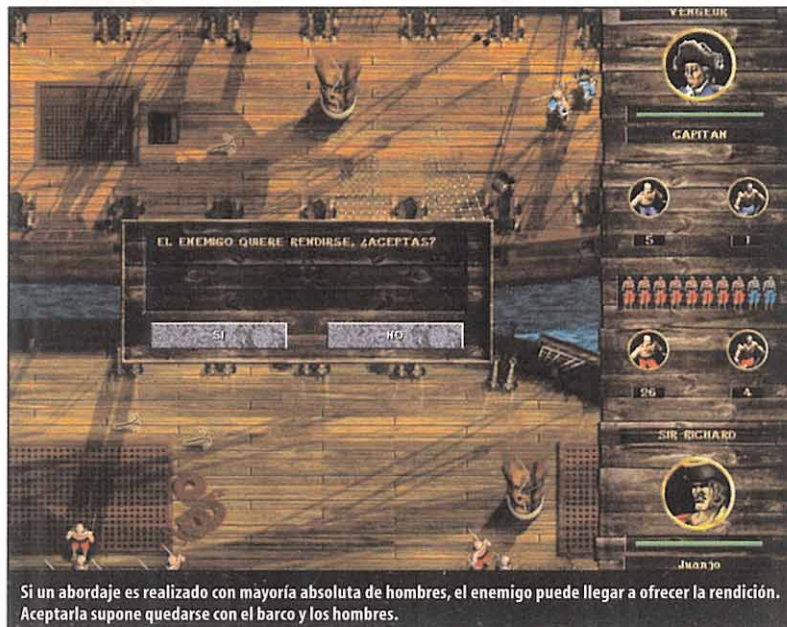 VENGEUR
CAPITAN
5 1
EL ENEMIGO QUIERE RENDIRSE, ¿ACEPTAS?
SI NO
26 4
SIR RICHARD
Juanjo
Si un abordaje es realizado con mayoría absoluta de hombres, el enemigo puede llegar a ofrecer la rendición.
Aceptarla supone quedarse con el barco y los hombres.